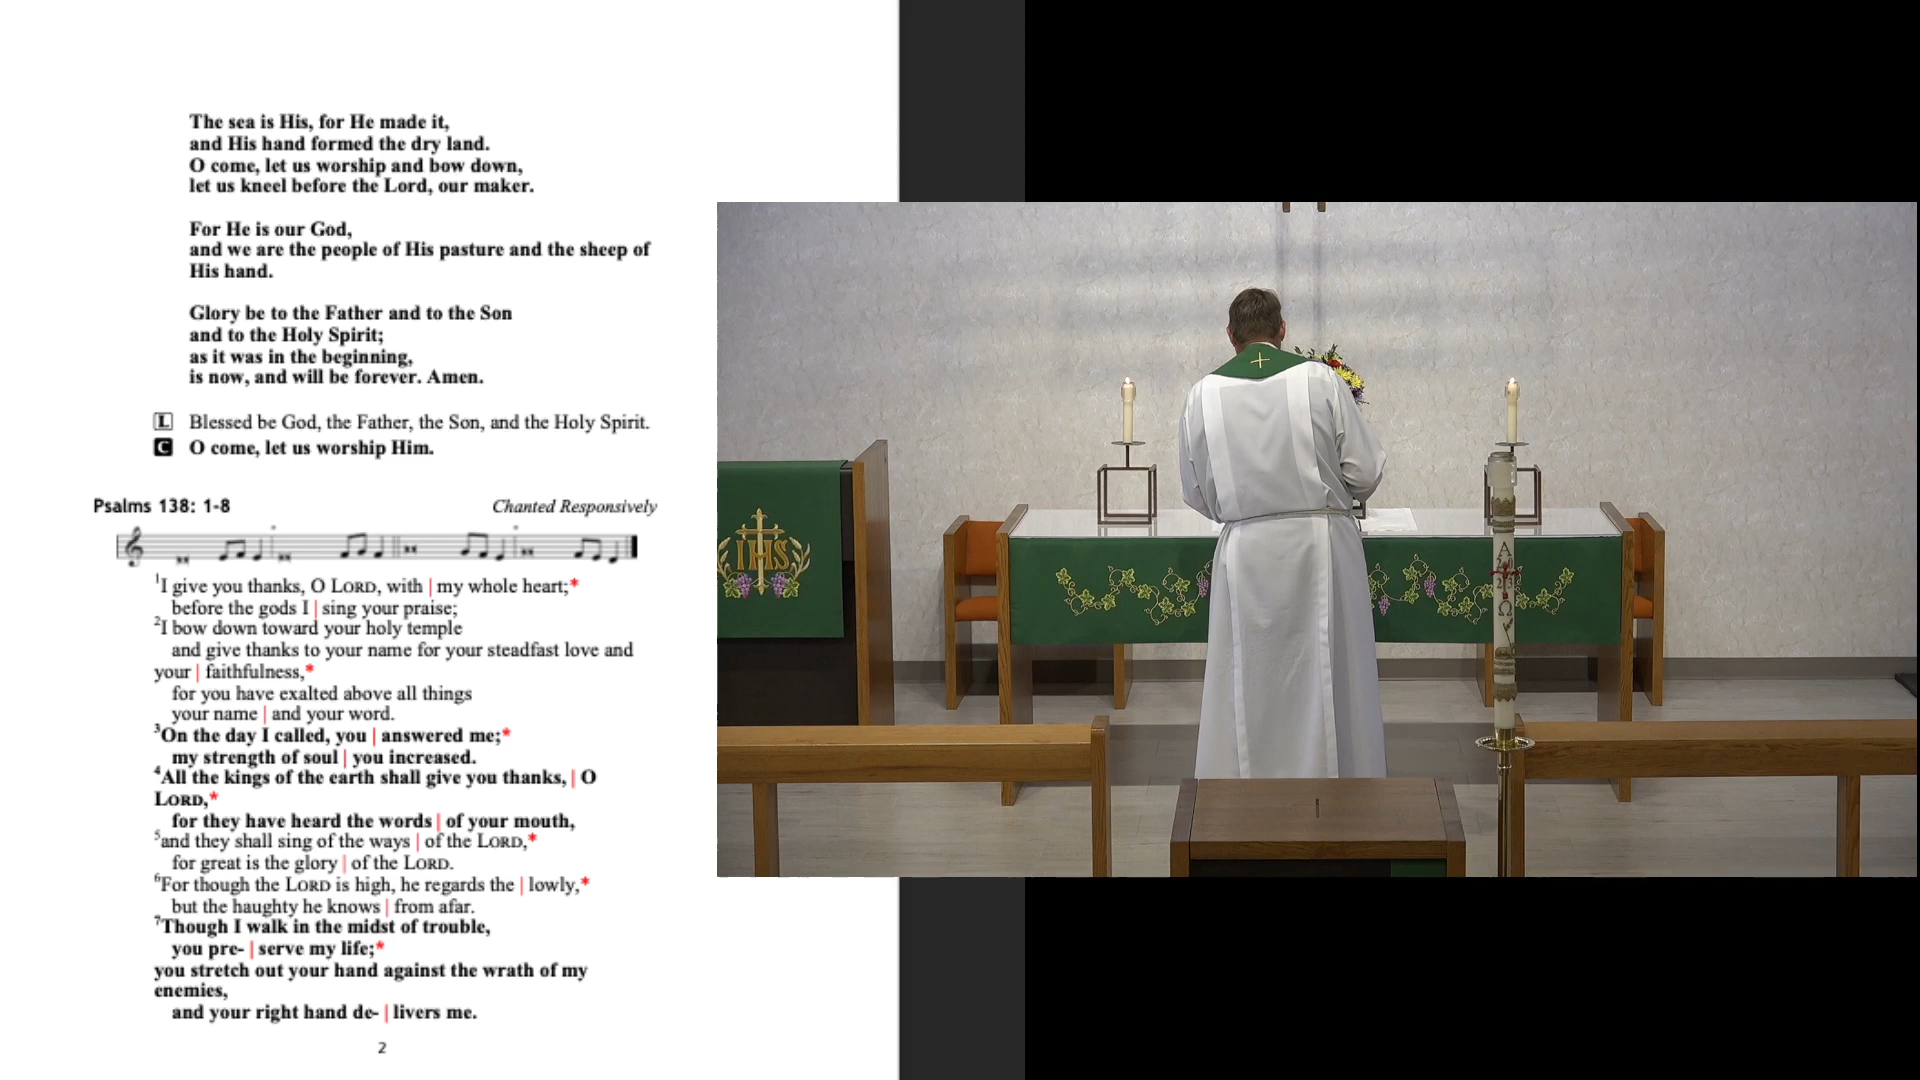 The sea is His, for He made it,
and His hand formed the dry land.
O come, let us worship and bow down,
let us kneel before the Lord, our maker.
For He is our God,
and we are the people of His pasture and the sheep of
His hand.
Glory be to the Father and to the Son
and to the Holy Spirit;
as it was in the beginning,
is now, and will be forever. Amen.
L Blessed be God, the Father, the Son, and the Holy Spirit.
C O come, let us worship Him.
Psalms 138: 1-8 Chanted Responsively
¹I give you thanks, O LORD, with | my whole heart;*
before the gods I | sing your praise;
²I bow down toward your holy temple
and give thanks to your name for your steadfast love and
your | faithfulness,*
for you have exalted above all things
your name | and your word.
³On the day I called, you | answered me;*
my strength of soul | you increased.
⁴All the kings of the earth shall give you thanks, | O
LORD,*
for they have heard the words | of your mouth,
⁵and they shall sing of the ways | of the LORD,*
for great is the glory | of the LORD.
⁶For though the LORD is high, he regards the | lowly,*
but the haughty he knows | from afar.
⁷Though I walk in the midst of trouble,
you pre- | serve my life;*
you stretch out your hand against the wrath of my
enemies,
and your right hand de- | livers me.
2
IHS
A
Ω